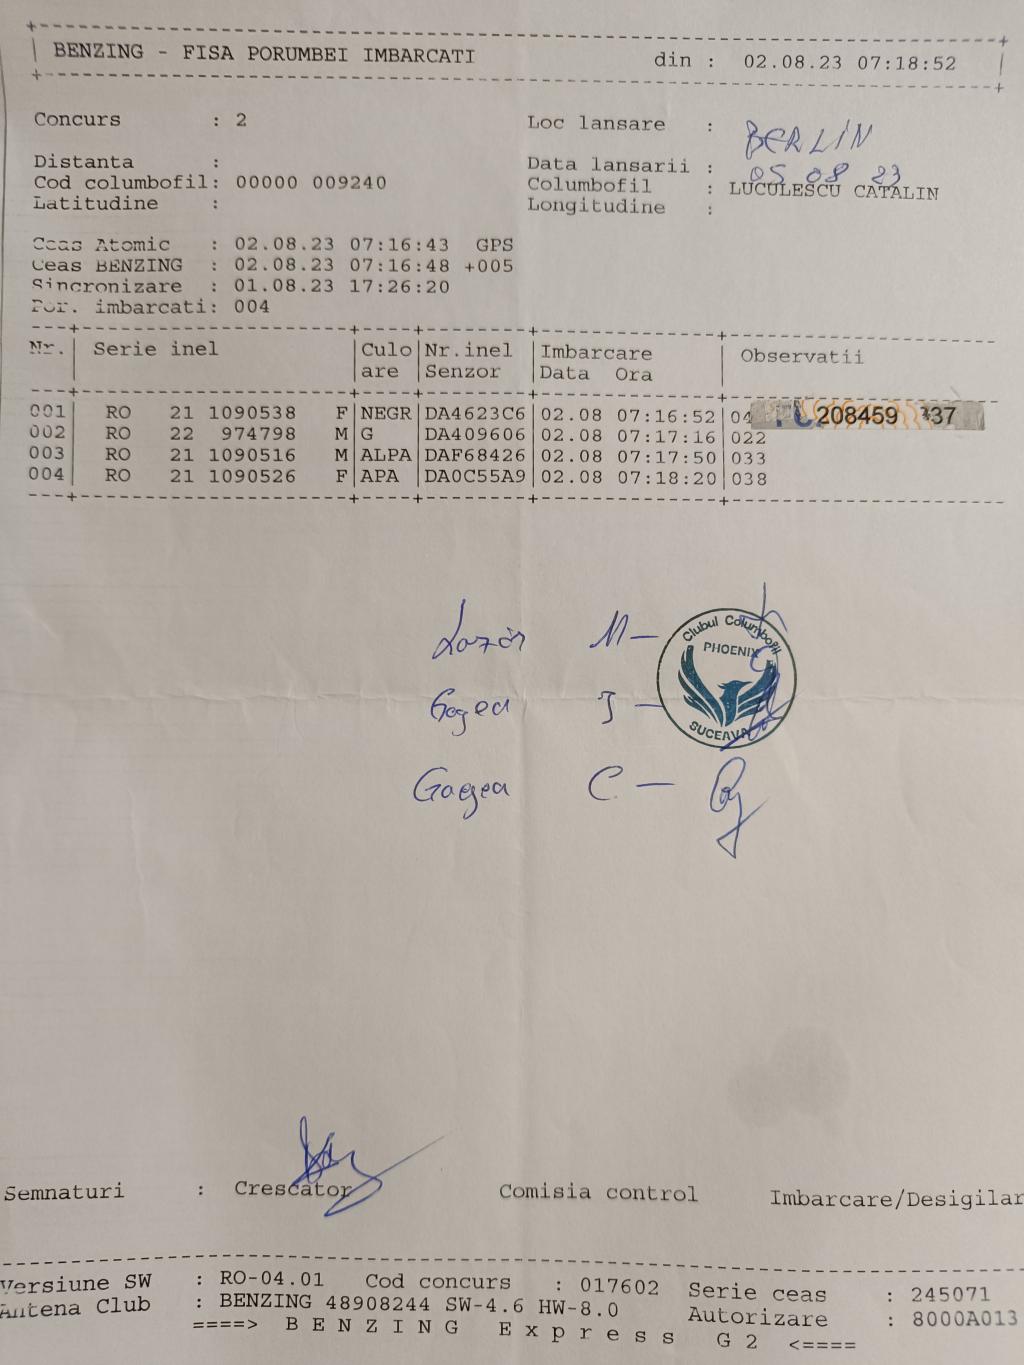 BENZING - FISA PORUMBEI IMBARCATI din : 02.08.23 07:18:52
Concurs : 2 Loc lansare : BERLIN
Distanta : Data lansarii : 05 08 23
Cod columbofil: 00000 009240 Columbofil : LUCULESCU CATALIN
Latitudine : Longitudine :
Ceas Atomic : 02.08.23 07:16:43 GPS
Ceas BENZING : 02.08.23 07:16:48 +005
Sincronizare : 01.08.23 17:26:20
Por. imbarcati: 004
Nr. Serie inel Culo Nr.inel Imbarcare Observatii
are Senzor Data Ora
001 RO 21 1090538 F NEGR DA4623C6 02.08 07:16:52 208459
002 RO 22 974798 M G DA409606 02.08 07:17:16 022
003 RO 21 1090516 M ALPA DAF68426 02.08 07:17:50 033
004 RO 21 1090526 F APA DA0C55A9 02.08 07:18:20 038
Clubul Columbofil
PHOENIX
SUCEAVA
Lazăr M -
Gogea I -
Gogea C -
Semnaturi : Crescator Comisia control Imbarcare/Desigilar
Versiune SW : RO-04.01 Cod concurs : 017602 Serie ceas : 245071
Antena Club : BENZING 48908244 SW-4.6 HW-8.0 Autorizare : 8000A013
====> B E N Z I N G E x p r e s s G 2 <====